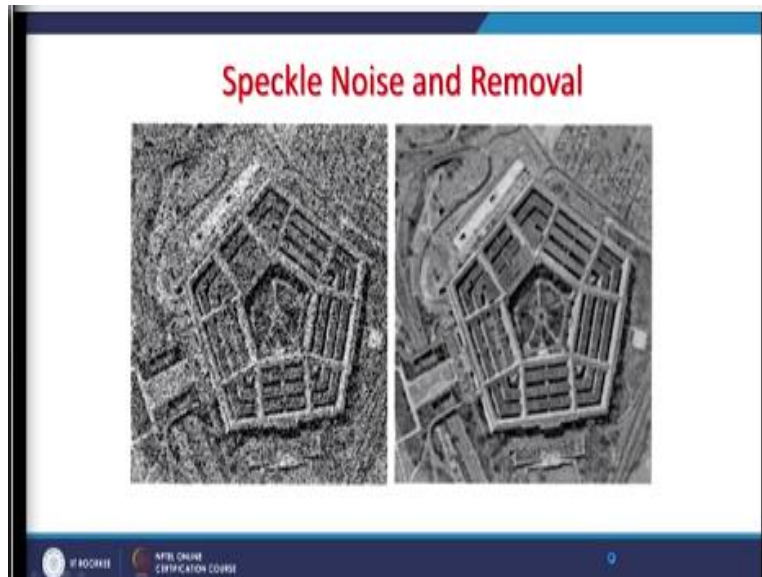 Speckle Noise and Removal
IIT ROORKEE
NPTEL ONLINE
CERTIFICATION COURSE
9